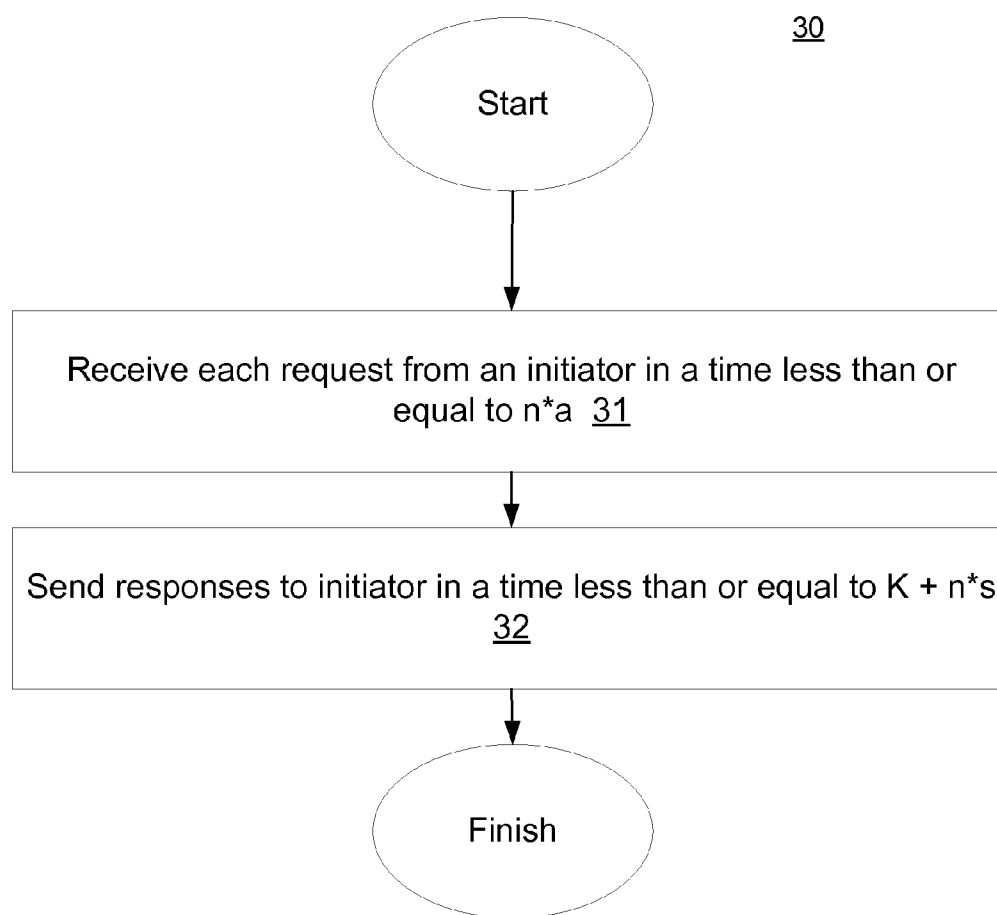 30
Start
Receive each request from an initiator in a time less than or
equal to n*a 31
Send responses to initiator in a time less than or equal to K + n*s
32
Finish